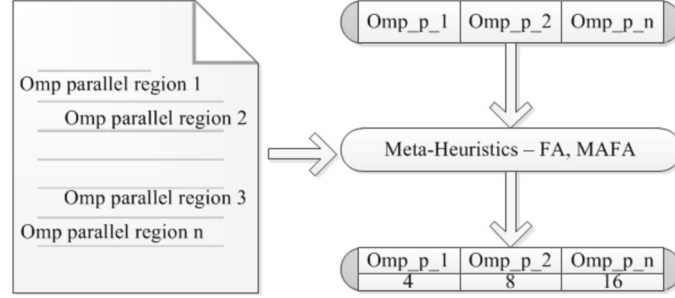 Omp parallel region 1
Omp parallel region 2
Omp parallel region 3
Omp parallel region n
Omp_p_1 Omp_p_2 Omp_p_n
Meta-Heuristics – FA, MAFA
Omp_p_1 Omp_p_2 Omp_p_n
4 8 16